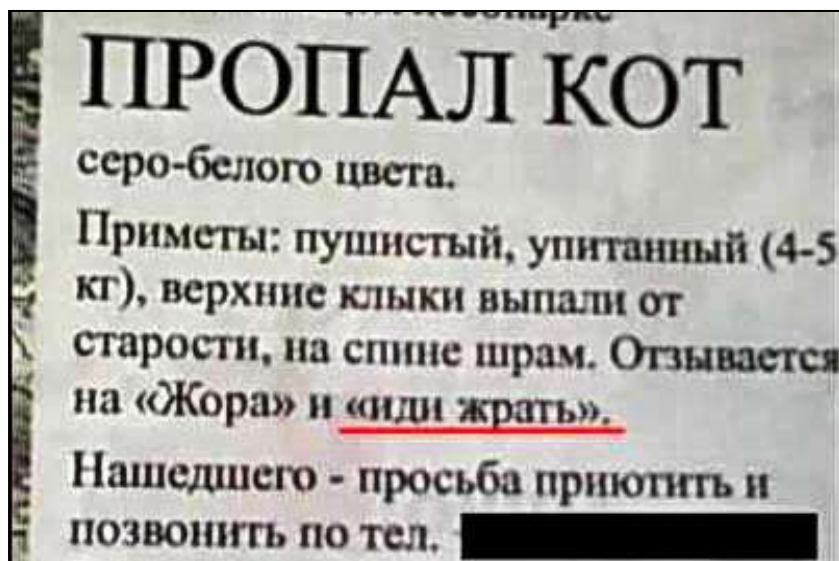 ПРОПАЛ КОТ
серо-белого цвета.
Приметы: пушистый, упитанный (4-5
кг), верхние клыки выпали от
старости, на спине шрам. Отзывается
на «Жора» и «иди жрать».
Нашедшего - просьба приютить и
позвонить по тел.